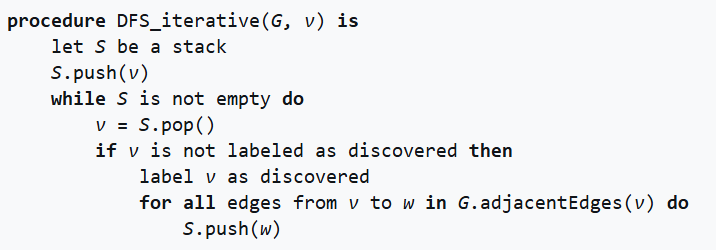 procedure DFS_iterative(G, v) is
let S be a stack
S.push(v)
while S is not empty do
v = S.pop()
if v is not labeled as discovered then
label v as discovered
for all edges from v to w in G.adjacentEdges(v) do
S.push(w)